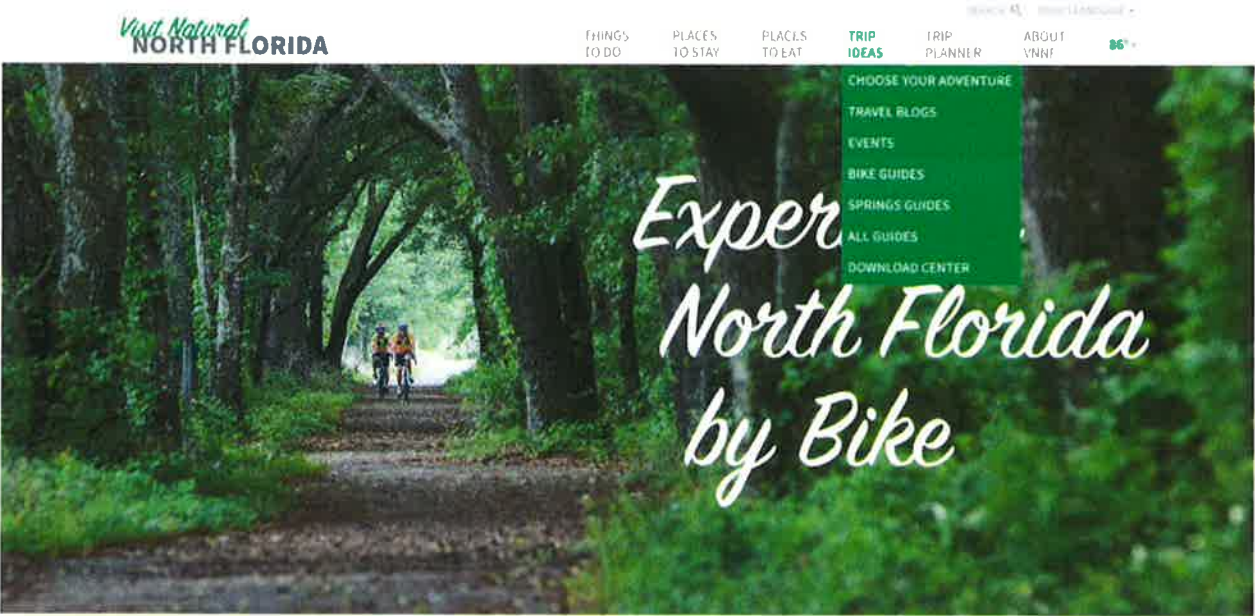 Visit Natural
NORTH FLORIDA
THINGS
TO DO
PLACES
TO STAY
PLACES
TO EAT
TRIP
IDEAS
TRIP
PLANNER
ABOUT
VNNF
86°
CHOOSE YOUR ADVENTURE
TRAVEL BLOGS
EVENTS
BIKE GUIDES
SPRINGS GUIDES
ALL GUIDES
DOWNLOAD CENTER
Exper
North Florida
by Bike